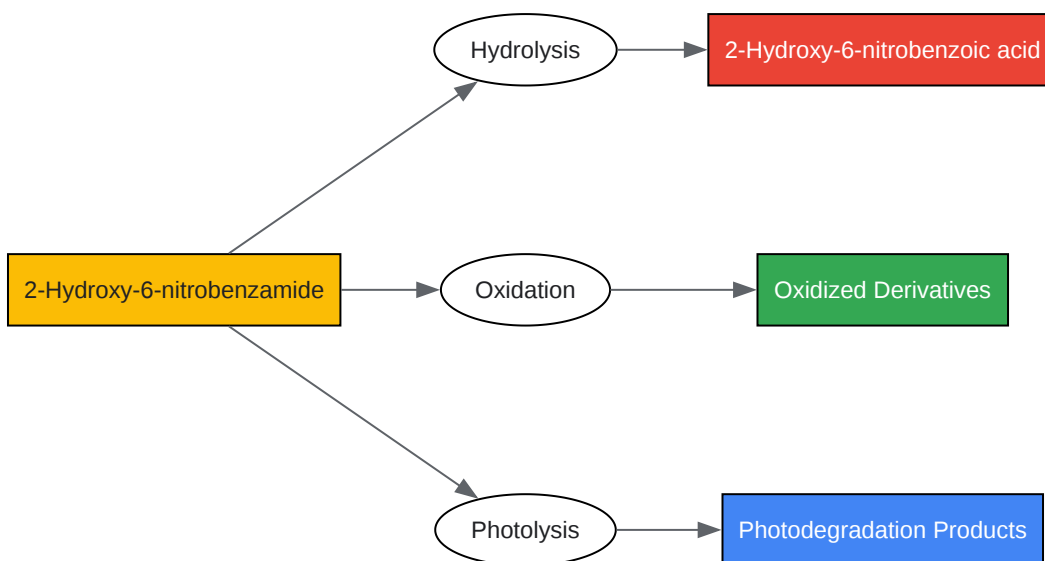 Hydrolysis
2-Hydroxy-6-nitrobenzoic acid
2-Hydroxy-6-nitrobenzamide
Oxidation
Oxidized Derivatives
Photolysis
Photodegradation Products